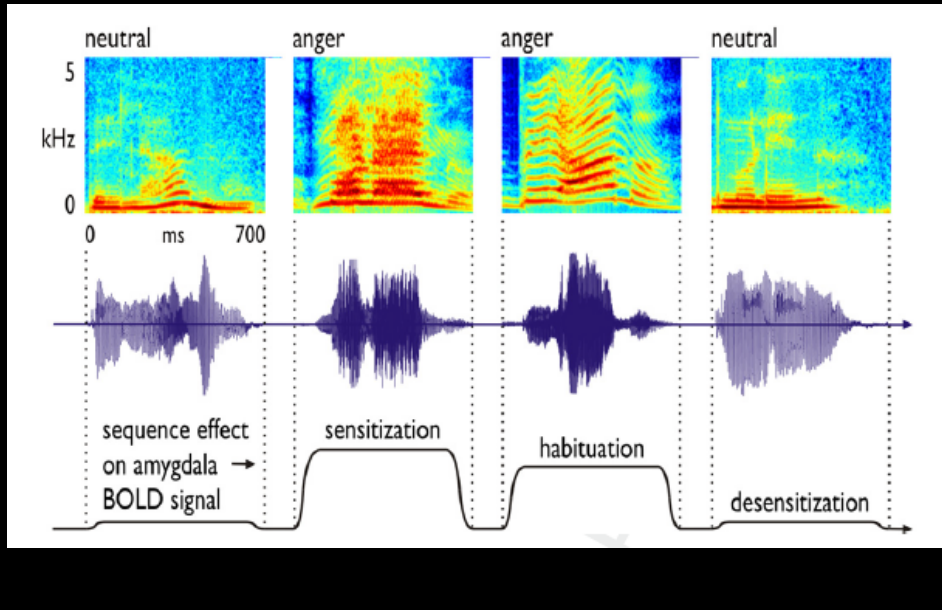 neutral
anger
anger
neutral
5
kHz
0
0 ms 700
sequence effect
on amygdala →
BOLD signal
sensitization
habituation
desensitization